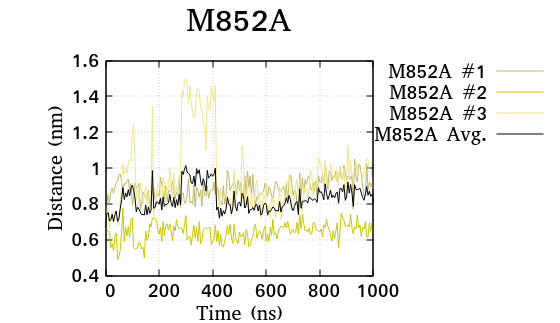 M852A
M852A #1
M852A #2
M852A #3
M852A Avg.
Distance (nm)
1.6
1.4
1.2
1
0.8
0.6
0.4
0 200 400 600 800 1000
Time (ns)